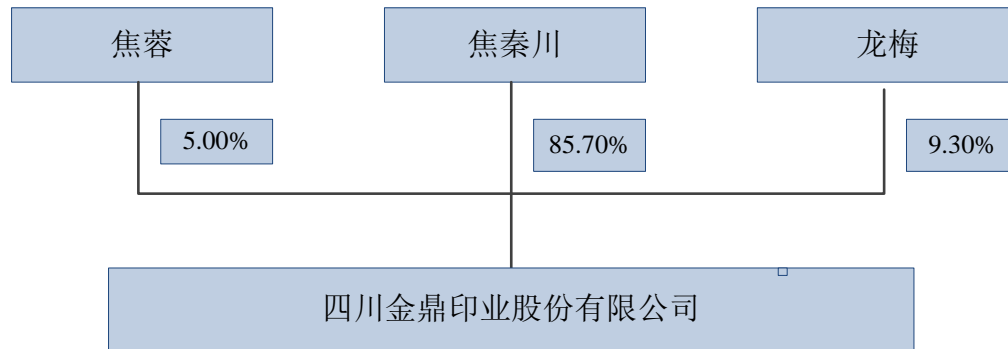 焦蓉
焦秦川
龙梅
5.00%
85.70%
9.30%
四川金鼎印业股份有限公司